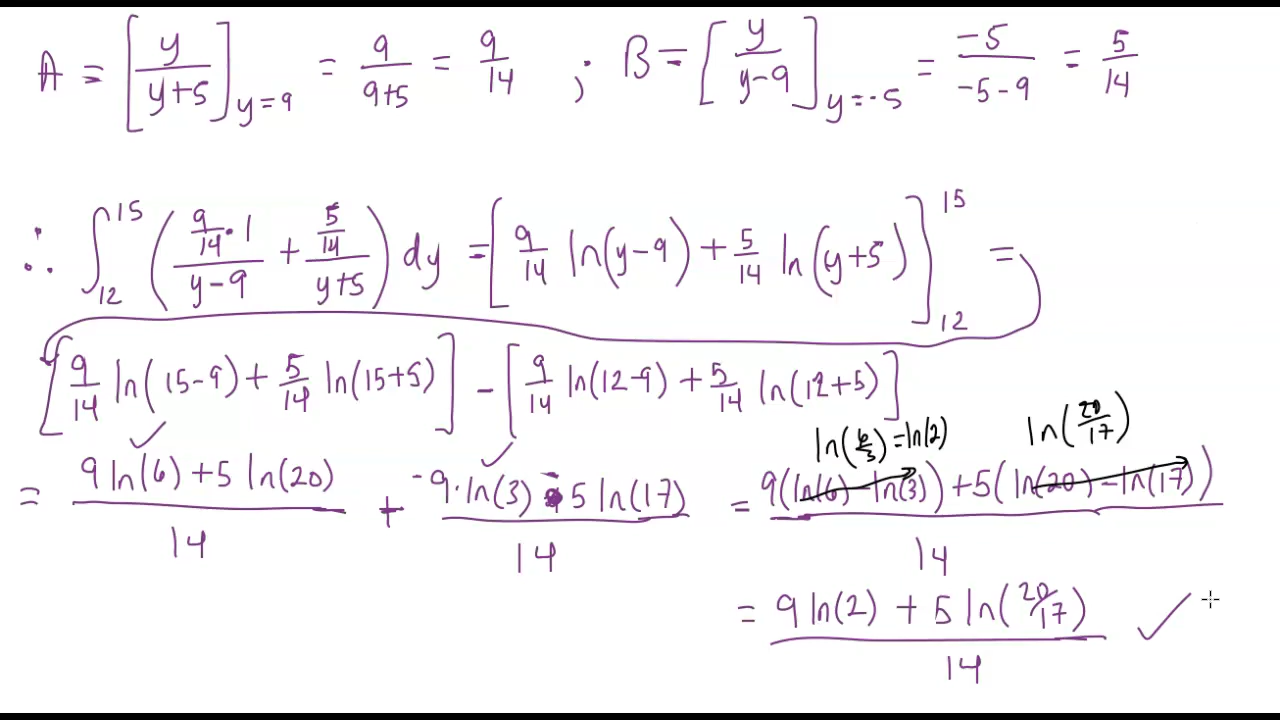 A = [y/(y+5)]_{y=9} = 9/(9+5) = 9/14 ; B = [y/(y-9)]_{y=-5} = -5/(-5-9) = 5/14
∴ ∫_{12}^{15} ((9/14 · 1)/(y-9) + (5/14)/(y+5)) dy = [9/14 ln(y-9) + 5/14 ln(y+5)]_{12}^{15} =
[9/14 ln(15-9) + 5/14 ln(15+5)] - [9/14 ln(12-9) + 5/14 ln(12+5)]
ln(6/3) = ln(2) ln(20/17)
= (9 ln(6) + 5 ln(20))/14 + (-9·ln(3) - 5 ln(17))/14 = (9(ln(6) - ln(3)) + 5(ln(20) - ln(17)))/14
= (9 ln(2) + 5 ln(20/17))/14 ✓